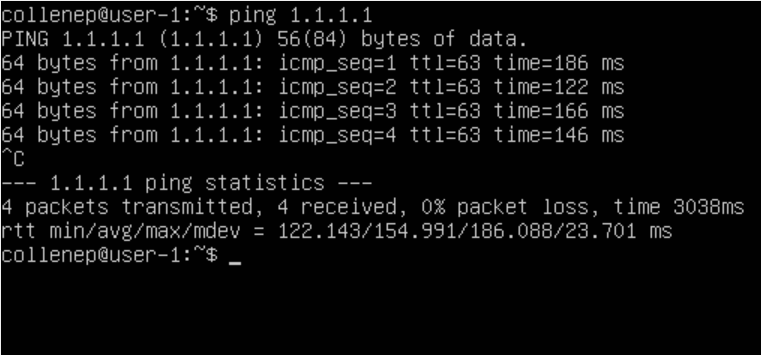 collenep@user-1:~$ ping 1.1.1.1
PING 1.1.1.1 (1.1.1.1) 56(84) bytes of data.
64 bytes from 1.1.1.1: icmp_seq=1 ttl=63 time=186 ms
64 bytes from 1.1.1.1: icmp_seq=2 ttl=63 time=122 ms
64 bytes from 1.1.1.1: icmp_seq=3 ttl=63 time=166 ms
64 bytes from 1.1.1.1: icmp_seq=4 ttl=63 time=146 ms
^C
--- 1.1.1.1 ping statistics ---
4 packets transmitted, 4 received, 0% packet loss, time 3038ms
rtt min/avg/max/mdev = 122.143/154.991/186.088/23.701 ms
collenep@user-1:~$ _